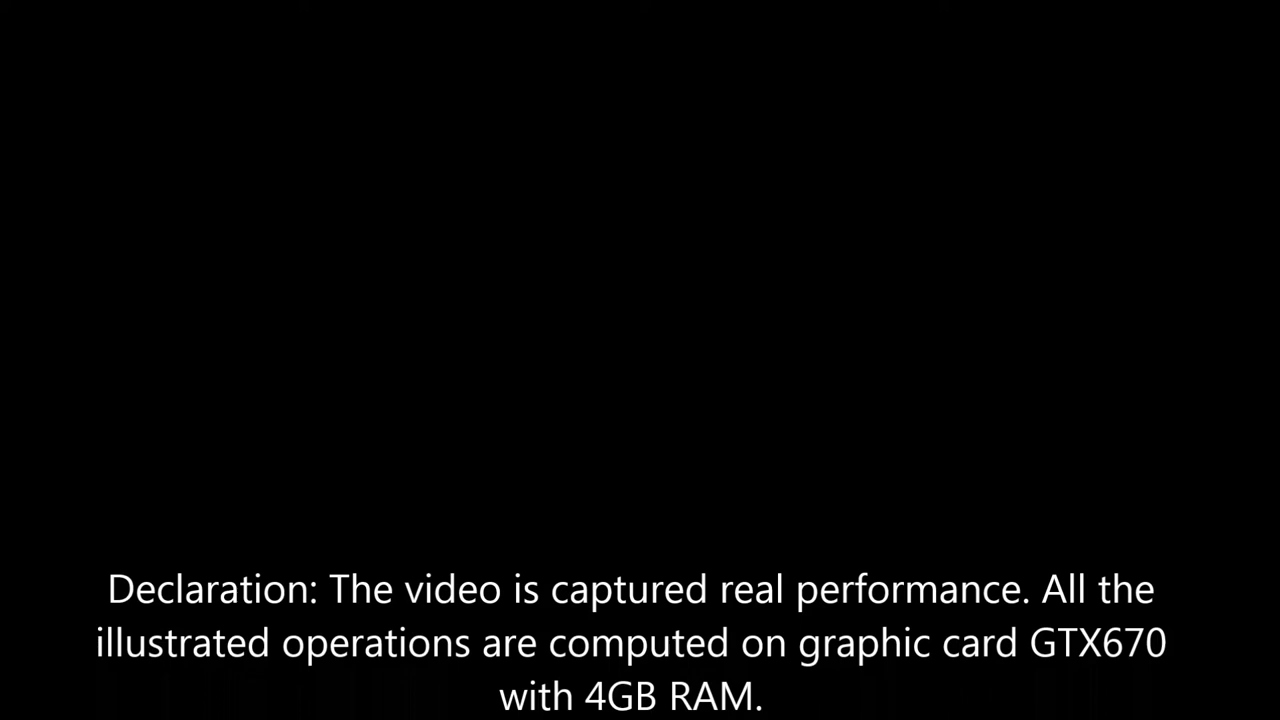 Declaration: The video is captured real performance. All the
illustrated operations are computed on graphic card GTX670
with 4GB RAM.